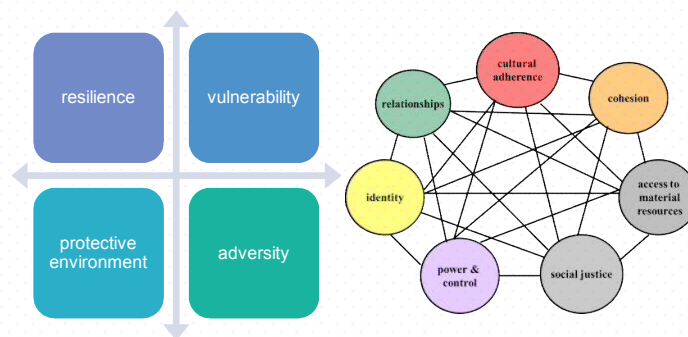 resilience
vulnerability
protective
environment
adversity
cultural
adherence
relationships
cohesion
identity
access to
material
resources
power &
control
social justice